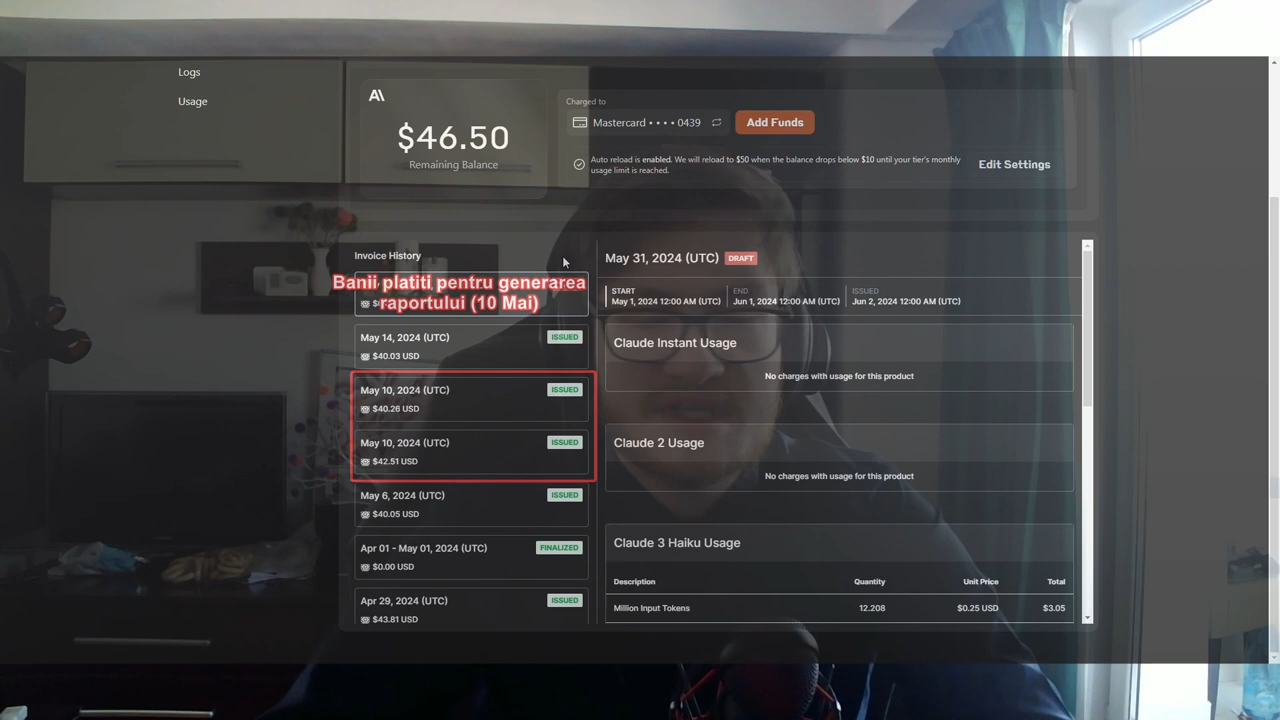 Logs
Usage
A\
$46.50
Remaining Balance
Charged to
Mastercard •••• 0439
Add Funds
Auto reload is enabled. We will reload to $50 when the balance drops below $10 until your tier's monthly
usage limit is reached.
Edit Settings
Invoice History
Banii platiti pentru generarea
raportului (10 Mai)
May 14, 2024 (UTC)
ISSUED
$40.03 USD
May 10, 2024 (UTC)
ISSUED
$40.26 USD
May 10, 2024 (UTC)
ISSUED
$42.51 USD
May 6, 2024 (UTC)
ISSUED
$40.05 USD
Apr 01 - May 01, 2024 (UTC)
FINALIZED
$0.00 USD
Apr 29, 2024 (UTC)
ISSUED
$43.81 USD
May 31, 2024 (UTC) DRAFT
START
May 1, 2024 12:00 AM (UTC)
END
Jun 1, 2024 12:00 AM (UTC)
ISSUED
Jun 2, 2024 12:00 AM (UTC)
Claude Instant Usage
No charges with usage for this product
Claude 2 Usage
No charges with usage for this product
Claude 3 Haiku Usage
Description Quantity Unit Price Total
Million Input Tokens 12.208 $0.25 USD $3.05